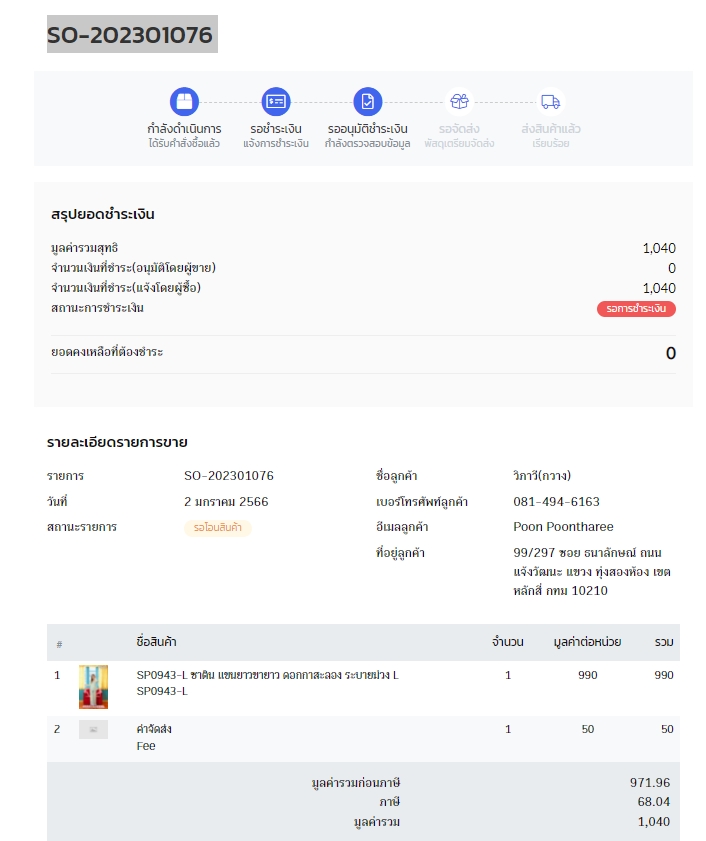 SO-202301076
กำลังดำเนินการ รอชำระเงิน รออนุมัติชำระเงิน รอจัดส่ง ส่งสินค้าแล้ว
ได้รับคำสั่งซื้อแล้ว แจ้งการชำระเงิน กำลังตรวจสอบข้อมูล พัสดุเตรียมจัดส่ง เรียบร้อย
สรุปยอดชำระเงิน
มูลค่ารวมสุทธิ 1,040
จำนวนเงินที่ชำระ(อนุมัติโดยผู้ขาย) 0
จำนวนเงินที่ชำระ(แจ้งโดยผู้ซื้อ) 1,040
สถานะการชำระเงิน รอการชำระเงิน
ยอดคงเหลือที่ต้องชำระ 0
รายละเอียดรายการขาย
รายการ SO-202301076 ชื่อลูกค้า วิภาวี(กวาง)
วันที่ 2 มกราคม 2566 เบอร์โทรศัพท์ลูกค้า 081-494-6163
สถานะรายการ รอโอนสินค้า อีเมลลูกค้า Poon Poontharee
ที่อยู่ลูกค้า 99/297 ซอย ธนาลักษณ์ ถนน
แจ้งวัฒนะ แขวง ทุ่งสองห้อง เขต
หลักสี่ กทม 10210
# ชื่อสินค้า จำนวน มูลค่าต่อหน่วย รวม
1 SP0943-L ซาติน แขนยาวขายาว ดอกกาสะลอง ระบายม่วง L 1 990 990
SP0943-L
2 ค่าจัดส่ง 1 50 50
Fee
มูลค่ารวมก่อนภาษี 971.96
ภาษี 68.04
มูลค่ารวม 1,040